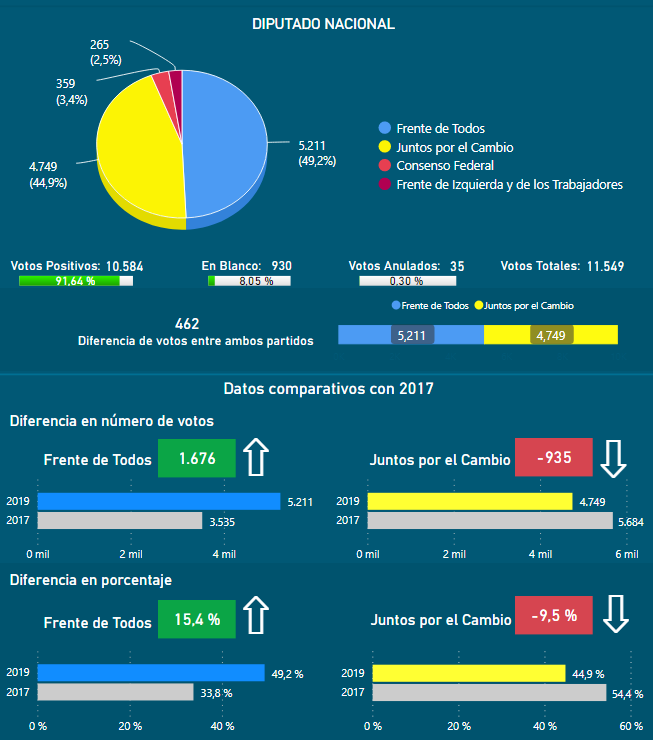 DIPUTADO NACIONAL
265
(2,5%)
359
(3,4%)
4.749
(44,9%)
5.211
(49,2%)
Frente de Todos
Juntos por el Cambio
Consenso Federal
Frente de Izquierda y de los Trabajadores
Votos Positivos: 10.584
91,64 %
En Blanco: 930
8,05 %
Votos Anulados: 35
0,30 %
Votos Totales: 11.549
462
Diferencia de votos entre ambos partidos
Frente de Todos Juntos por el Cambio
5,211 4,749
Datos comparativos con 2017
Diferencia en número de votos
Frente de Todos 1.676
2019 5.211
2017 3.535
0 mil 2 mil 4 mil
Juntos por el Cambio -935
2019 4.749
2017 5.684
0 mil 2 mil 4 mil 6 mil
Diferencia en porcentaje
Frente de Todos 15,4 %
2019 49,2 %
2017 33,8 %
0 % 20 % 40 %
Juntos por el Cambio -9,5 %
2019 44,9 %
2017 54,4 %
0 % 20 % 40 % 60 %